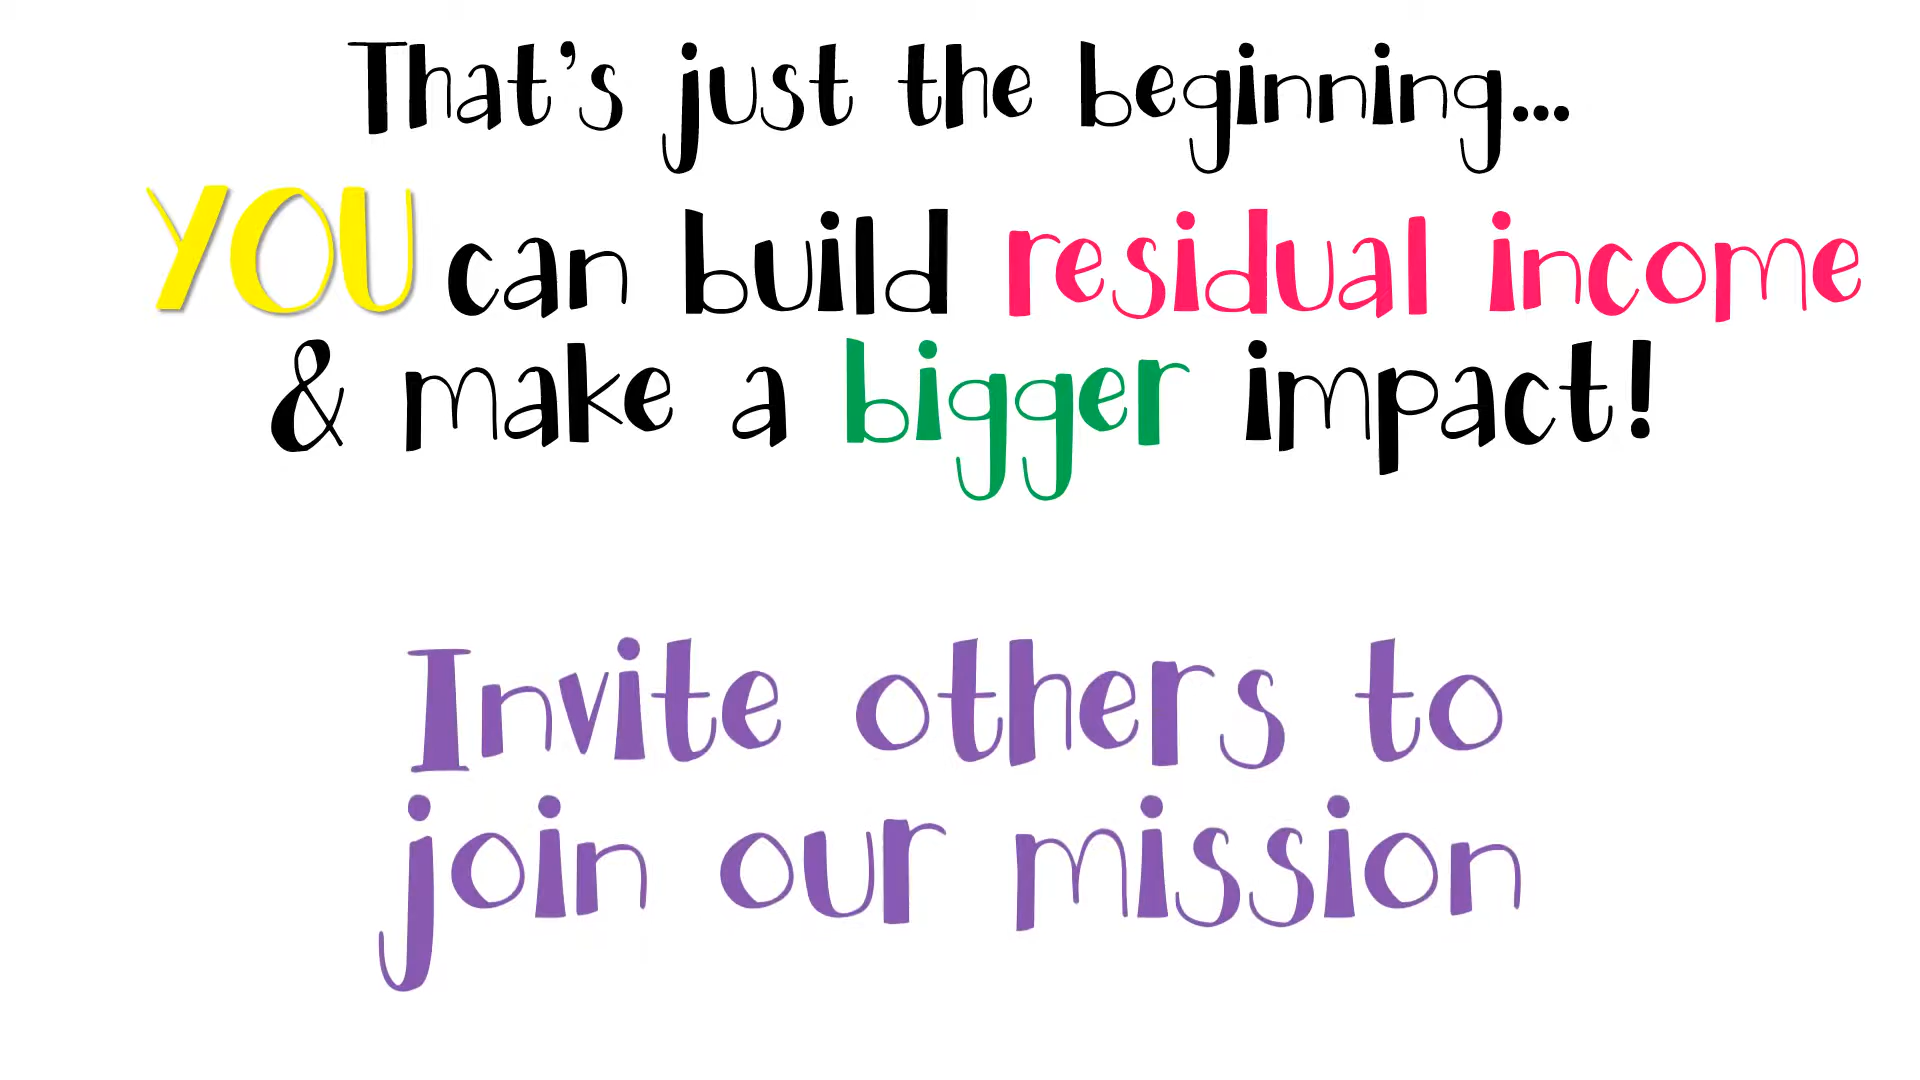 That's just the beginning...
YOU can build residual income
& make a bigger impact!
Invite others to
join our mission